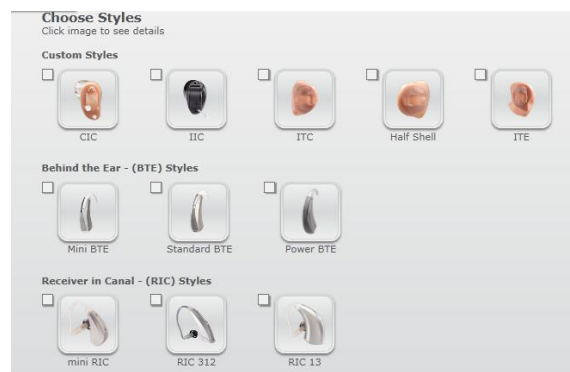 Choose Styles
Click image to see details
Custom Styles
CIC IIC ITC Half Shell ITE
Behind the Ear - (BTE) Styles
Mini BTE Standard BTE Power BTE
Receiver in Canal - (RIC) Styles
mini RIC RIC 312 RIC 13